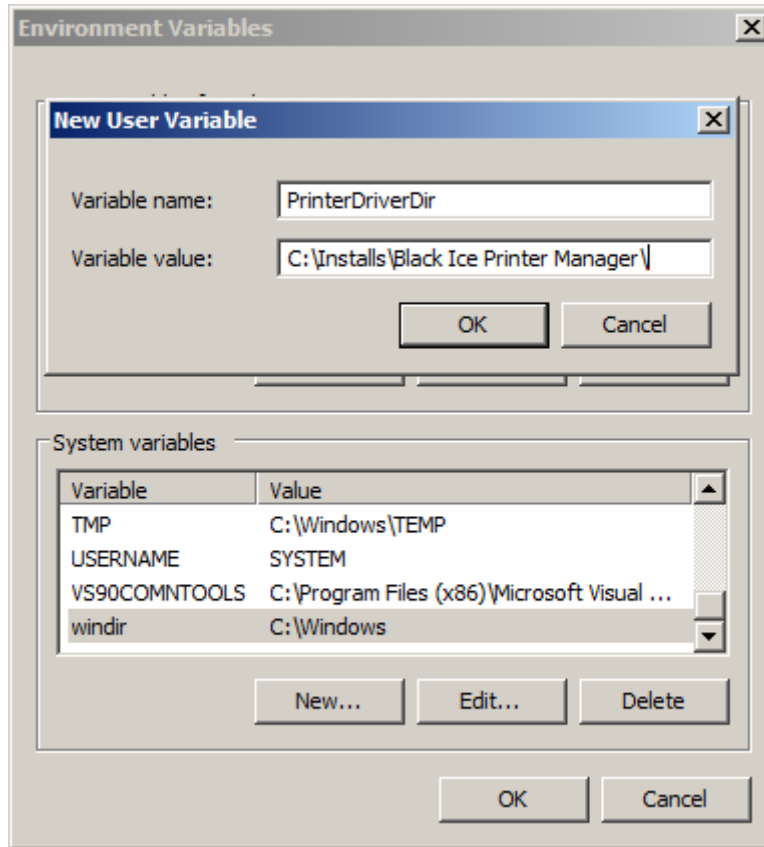 Environment Variables
New User Variable
Variable name: PrinterDriverDir
Variable value: C:\Installs\Black Ice Printer Manager\
OK Cancel
System variables
Variable Value
TMP C:\Windows\TEMP
USERNAME SYSTEM
VS90COMNTOOLS C:\Program Files (x86)\Microsoft Visual ...
windir C:\Windows
New... Edit... Delete
OK Cancel